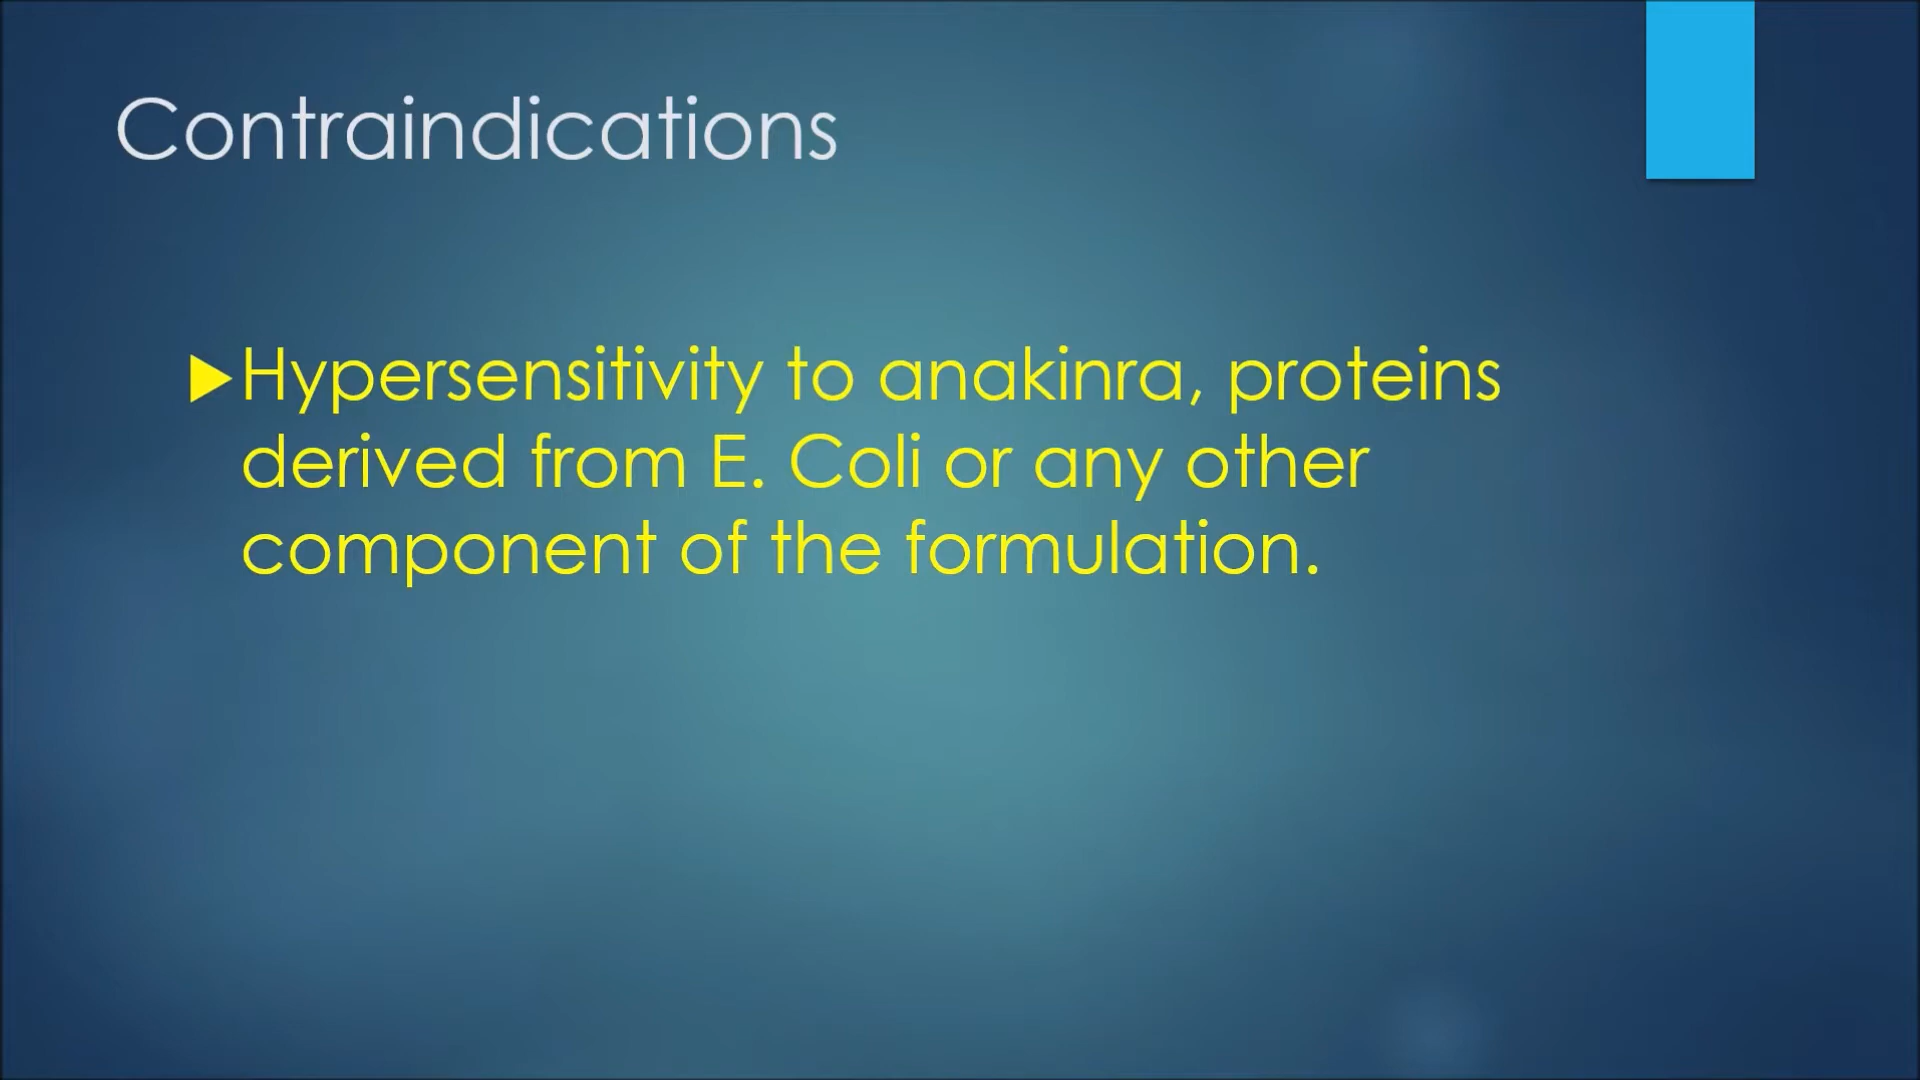 Contraindications
Hypersensitivity to anakinra, proteins
derived from E. Coli or any other
component of the formulation.